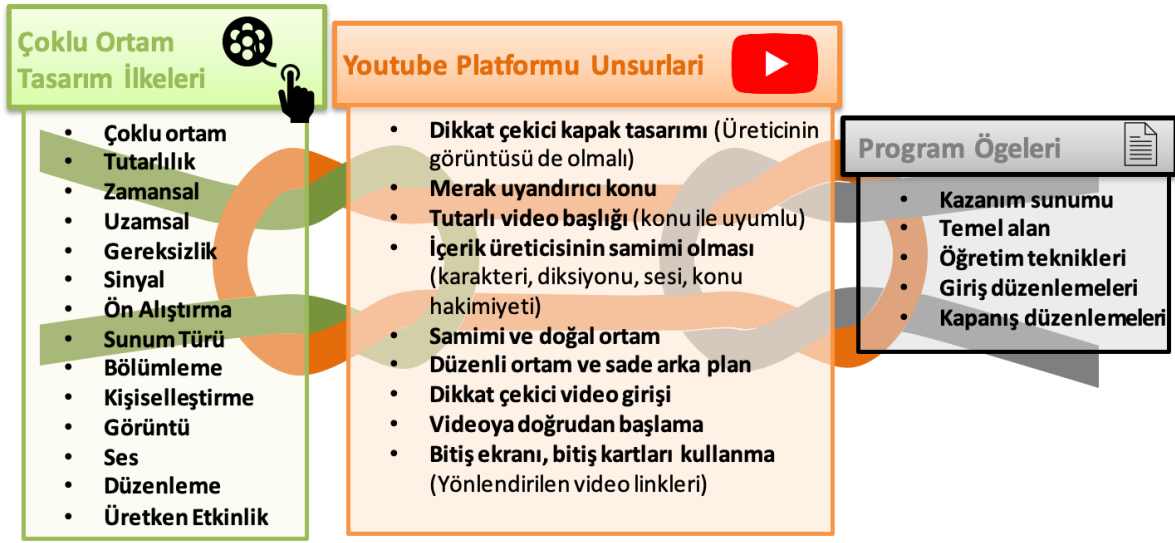 Çoklu Ortam
Tasarım İlkeleri
• Çoklu ortam
• Tutarlılık
• Zamansal
• Uzamsal
• Gereksizlik
• Sinyal
• Ön Alıştırma
• Sunum Türü
• Bölümleme
• Kişiselleştirme
• Görüntü
• Ses
• Düzenleme
• Üretken Etkinlik
Youtube Platformu Unsurlari
• Dikkat çekici kapak tasarımı (Üreticinin
görüntüsü de olmalı)
• Merak uyandırıcı konu
• Tutarlı video başlığı (konu ile uyumlu)
• İçerik üreticisinin samimi olması
(karakteri, diksiyonu, sesi, konu
hakimiyeti)
• Samimi ve doğal ortam
• Düzenli ortam ve sade arka plan
• Dikkat çekici video girişi
• Videoya doğrudan başlama
• Bitiş ekranı, bitiş kartları kullanma
(Yönlendirilen video linkleri)
Program Ögeleri
• Kazanım sunumu
• Temel alan
• Öğretim teknikleri
• Giriş düzenlemeleri
• Kapanış düzenlemeleri